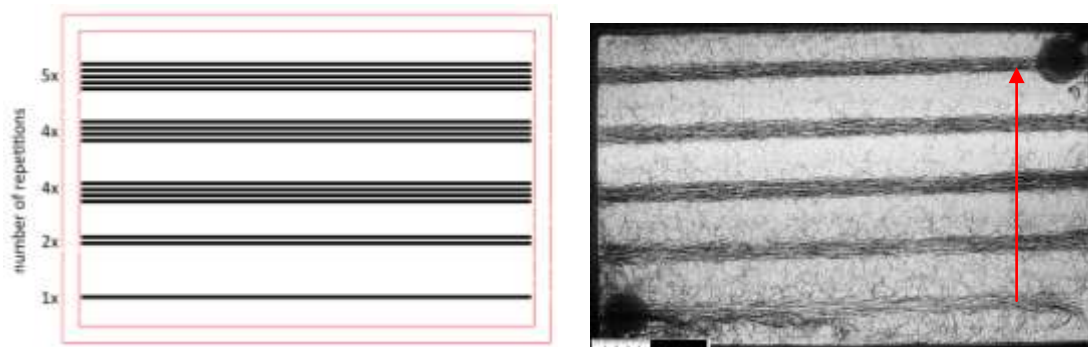 number of repetitions
5x
4x
4x
2x
1x